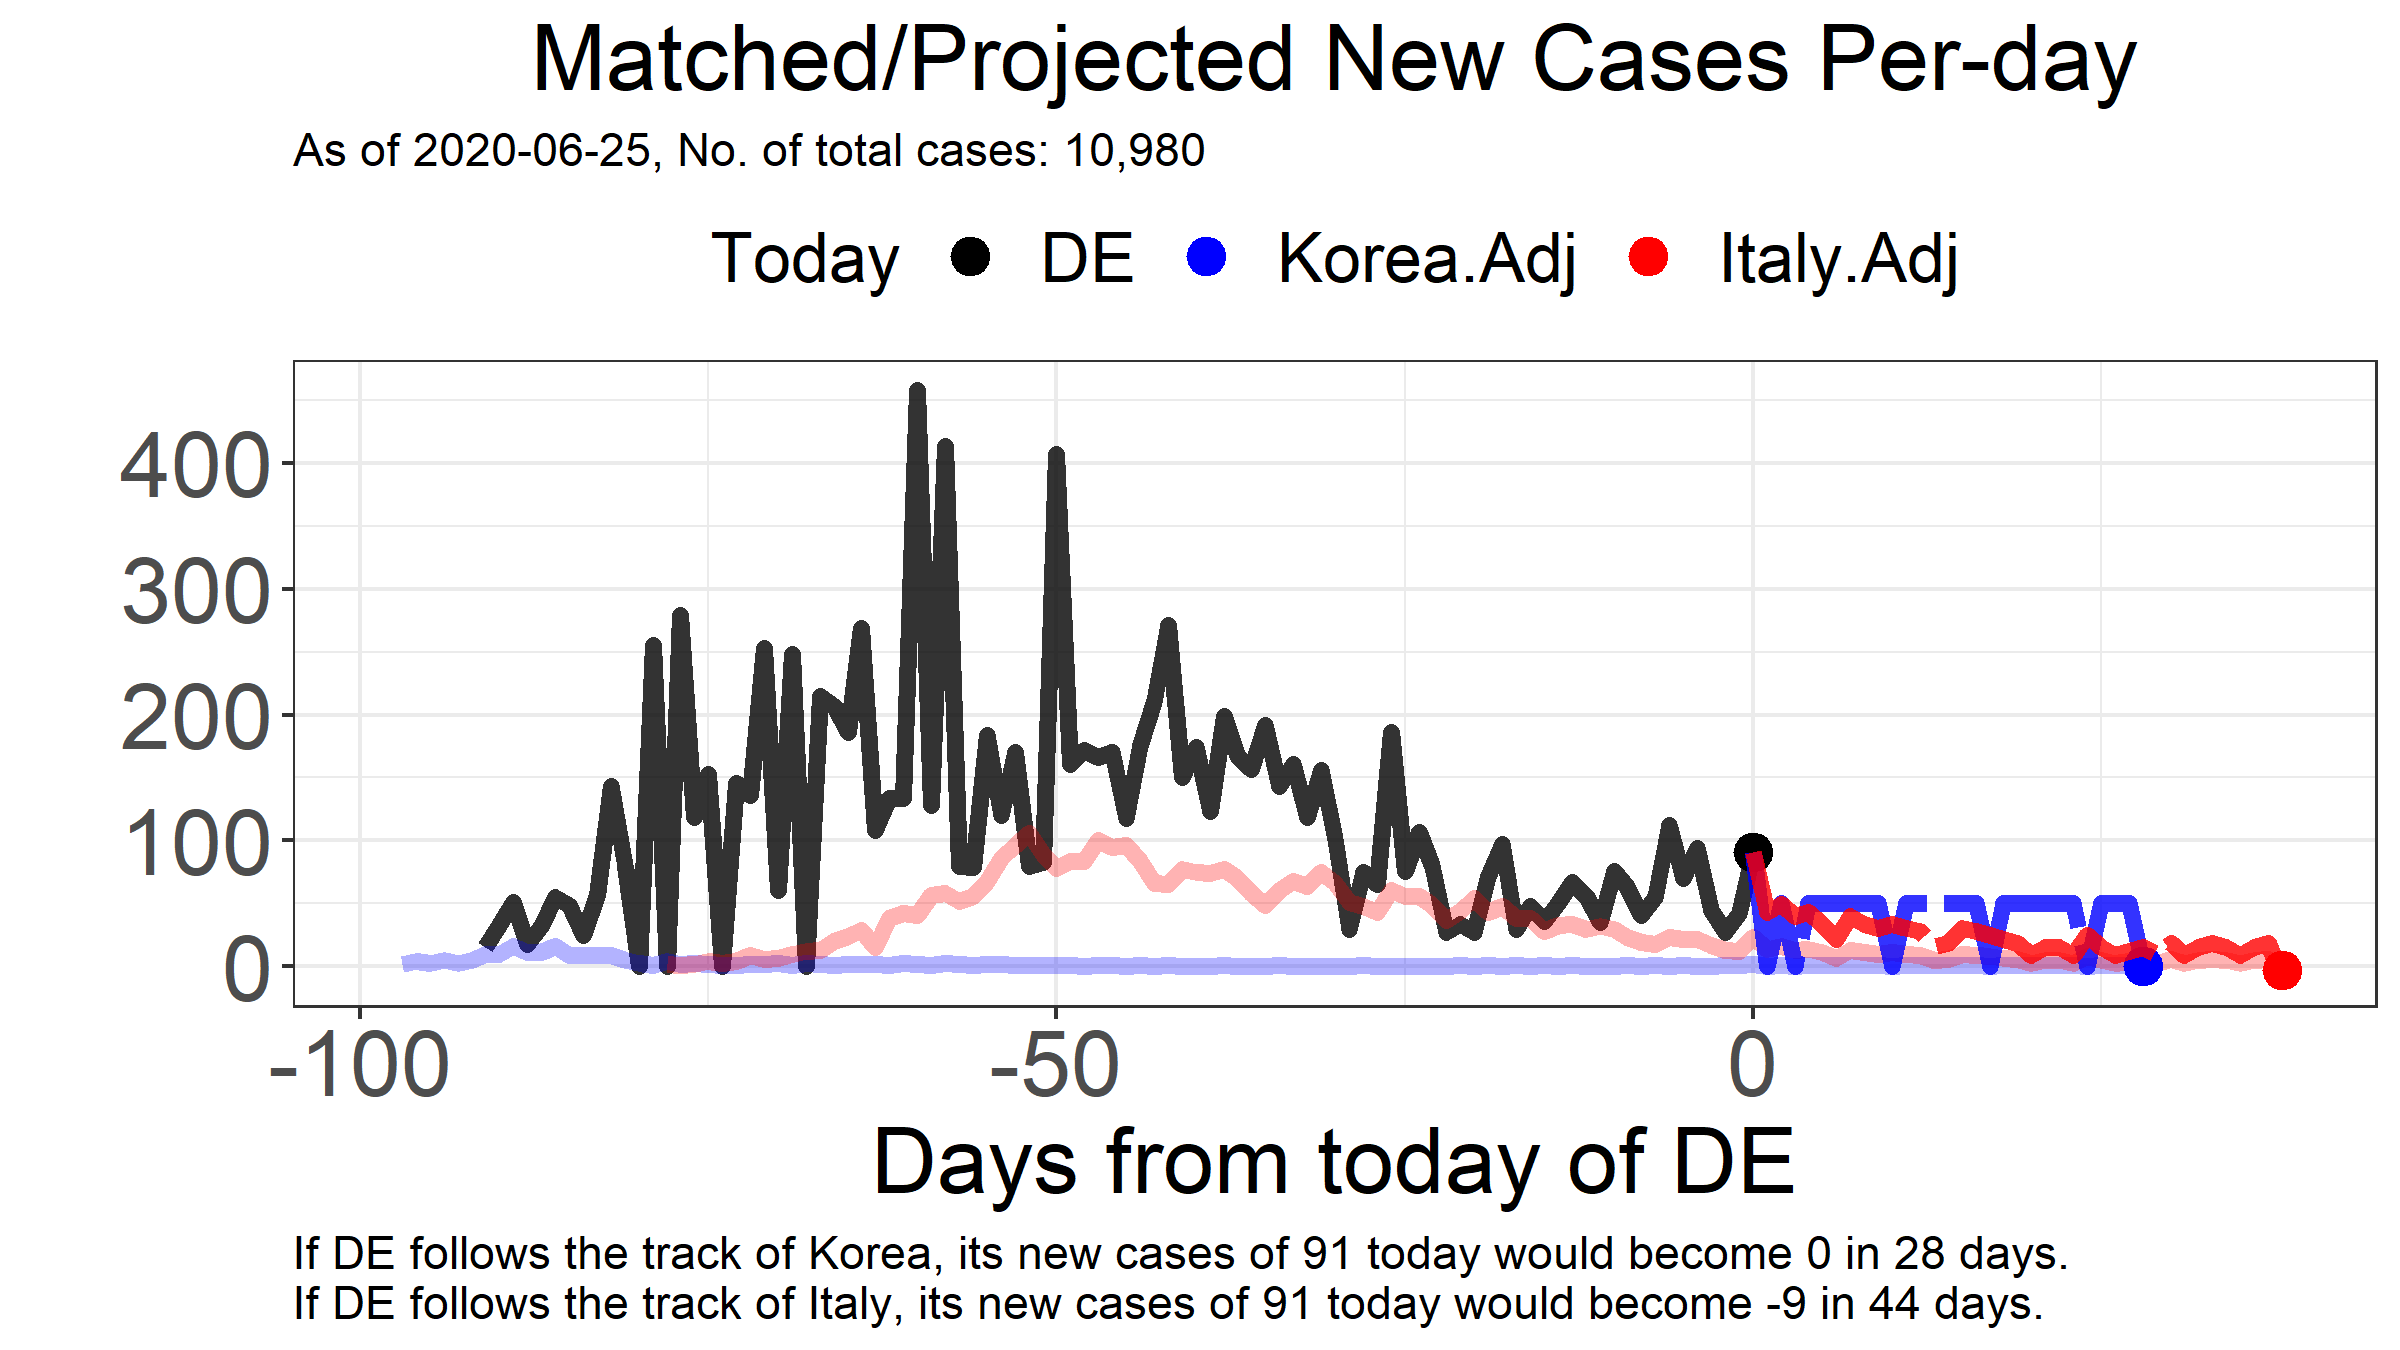 Matched/Projected New Cases Per-day
As of 2020-06-25, No. of total cases: 10,980
Today DE Korea.Adj Italy.Adj
400
300
200
100
0
-100 -50 0
Days from today of DE
If DE follows the track of Korea, its new cases of 91 today would become 0 in 28 days.
If DE follows the track of Italy, its new cases of 91 today would become -9 in 44 days.